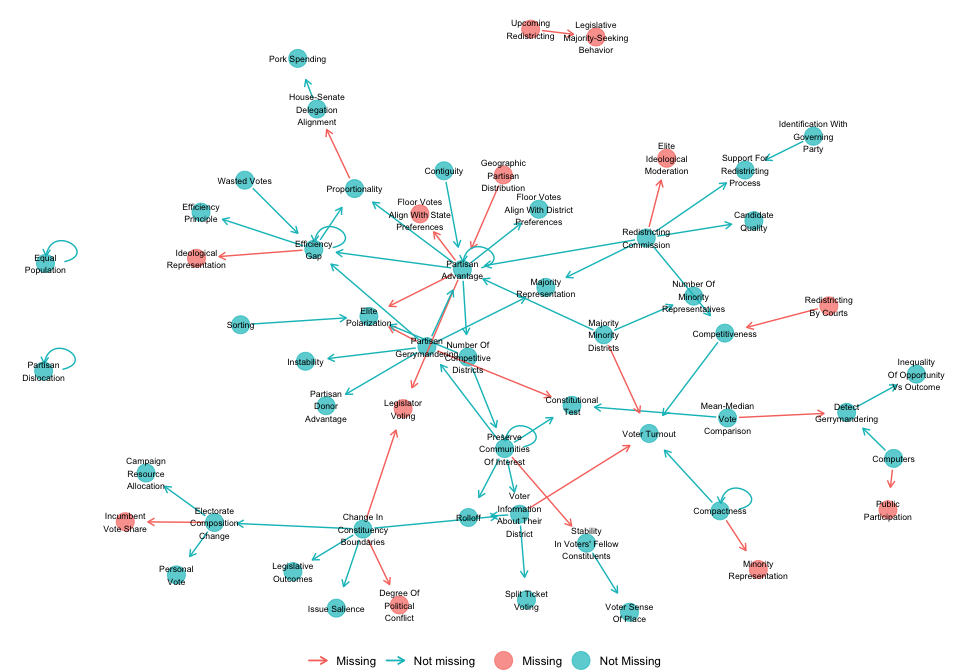 Upcoming
Redistricting
Legislative
Majority-Seeking
Behavior
Pork Spending
House-Senate
Delegation
Alignment
Identification With
Governing
Party
Elite
Ideological
Moderation
Support For
Redistricting
Process
Contiguity
Geographic
Partisan
Distribution
Wasted Votes
Proportionality
Floor Votes
Align With State
Preferences
Floor Votes
Align With District
Preferences
Efficiency
Principle
Candidate
Quality
Redistricting
Commission
Efficiency
Gap
Ideological
Representation
Equal
Population
Partisan
Advantage
Majority
Representation
Number Of
Minority
Representatives
Redistricting
By Courts
Elite
Polarization
Sorting
Majority
Minority
Districts
Competitiveness
Partisan
Gerrymandering
Number Of
Competitive
Districts
Instability
Partisan
Dislocation
Inequality
Of Opportunity
Vs Outcome
Partisan
Donor
Advantage
Legislator
Voting
Constitutional
Test
Mean-Median
Vote
Comparison
Detect
Gerrymandering
Voter Turnout
Preserve
Communities
Of Interest
Computers
Campaign
Resource
Allocation
Public
Participation
Compactness
Voter
Information
About Their
District
Rolloff
Incumbent
Vote Share
Electorate
Composition
Change
Change In
Constituency
Boundaries
Stability
In Voters' Fellow
Constituents
Personal
Vote
Legislative
Outcomes
Minority
Representation
Issue Salience
Degree Of
Political
Conflict
Split Ticket
Voting
Voter Sense
Of Place
Missing
Not missing
Missing
Not Missing